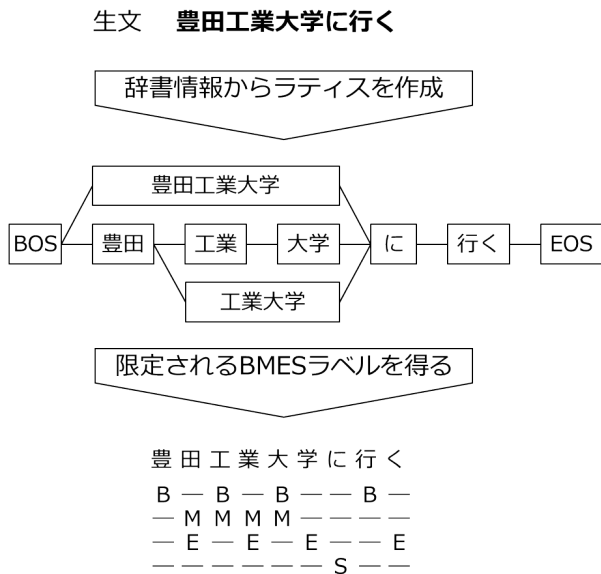 生文 豊田工業大学に行く
辞書情報からラティスを作成
豊田工業大学
BOS 豊田 工業 大学 に 行く EOS
工業大学
限定されるBMESラベルを得る
豊田工業大学に行く
B — B — B — — B —
— M M M M — — — —
— E — E — E — — E
— — — — — — S — —